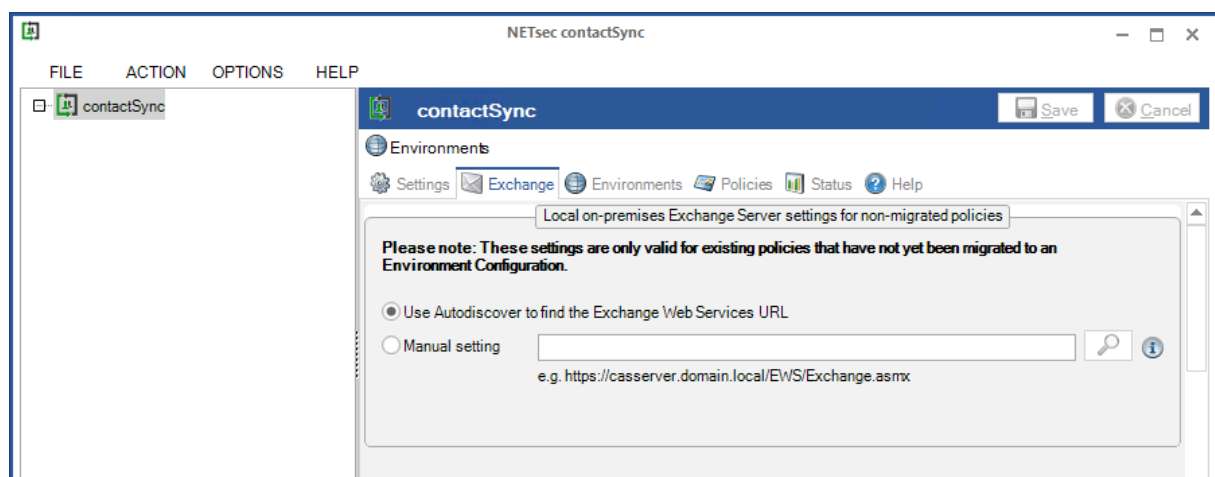 NETsec contactSync
FILE ACTION OPTIONS HELP
contactSync
contactSync Save Cancel
Environments
Settings Exchange Environments Policies Status Help
Local on-premises Exchange Server settings for non-migrated policies
Please note: These settings are only valid for existing policies that have not yet been migrated to an
Environment Configuration.
Use Autodiscover to find the Exchange Web Services URL
Manual setting
e.g. https://casserver.domain.local/EWS/Exchange.asmx